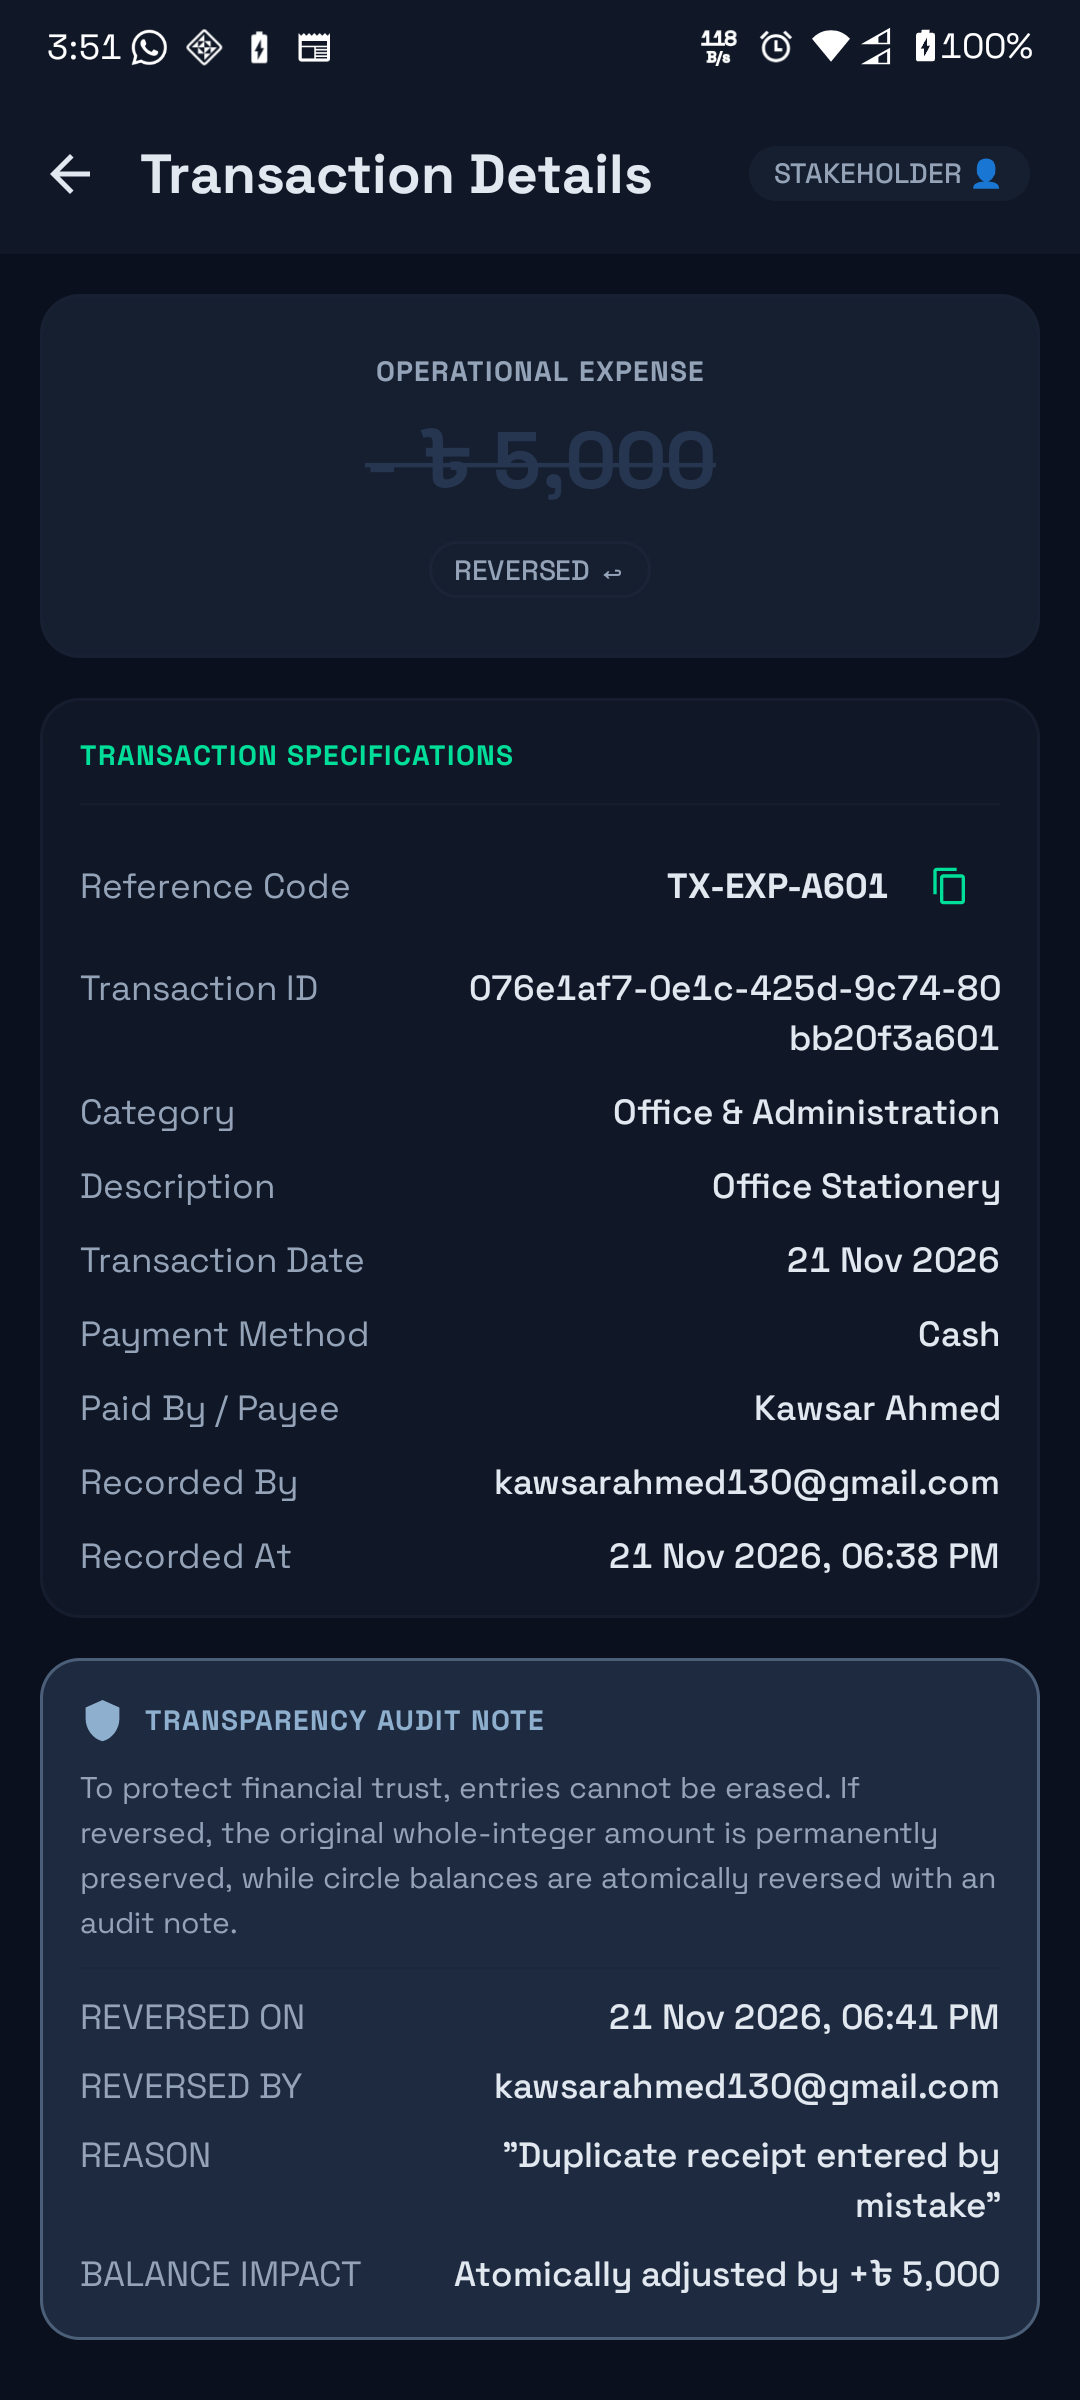 3:51
118
B/s
100%
Transaction Details
STAKEHOLDER
OPERATIONAL EXPENSE
- ৳ 5,000
REVERSED ↩
TRANSACTION SPECIFICATIONS
Reference Code
TX-EXP-A601
Transaction ID
076e1af7-0e1c-425d-9c74-80
bb20f3a601
Category
Office & Administration
Description
Office Stationery
Transaction Date
21 Nov 2026
Payment Method
Cash
Paid By / Payee
Kawsar Ahmed
Recorded By
kawsarahmed130@gmail.com
Recorded At
21 Nov 2026, 06:38 PM
TRANSPARENCY AUDIT NOTE
To protect financial trust, entries cannot be erased. If
reversed, the original whole-integer amount is permanently
preserved, while circle balances are atomically reversed with an
audit note.
REVERSED ON
21 Nov 2026, 06:41 PM
REVERSED BY
kawsarahmed130@gmail.com
REASON
"Duplicate receipt entered by
mistake"
BALANCE IMPACT
Atomically adjusted by +৳ 5,000